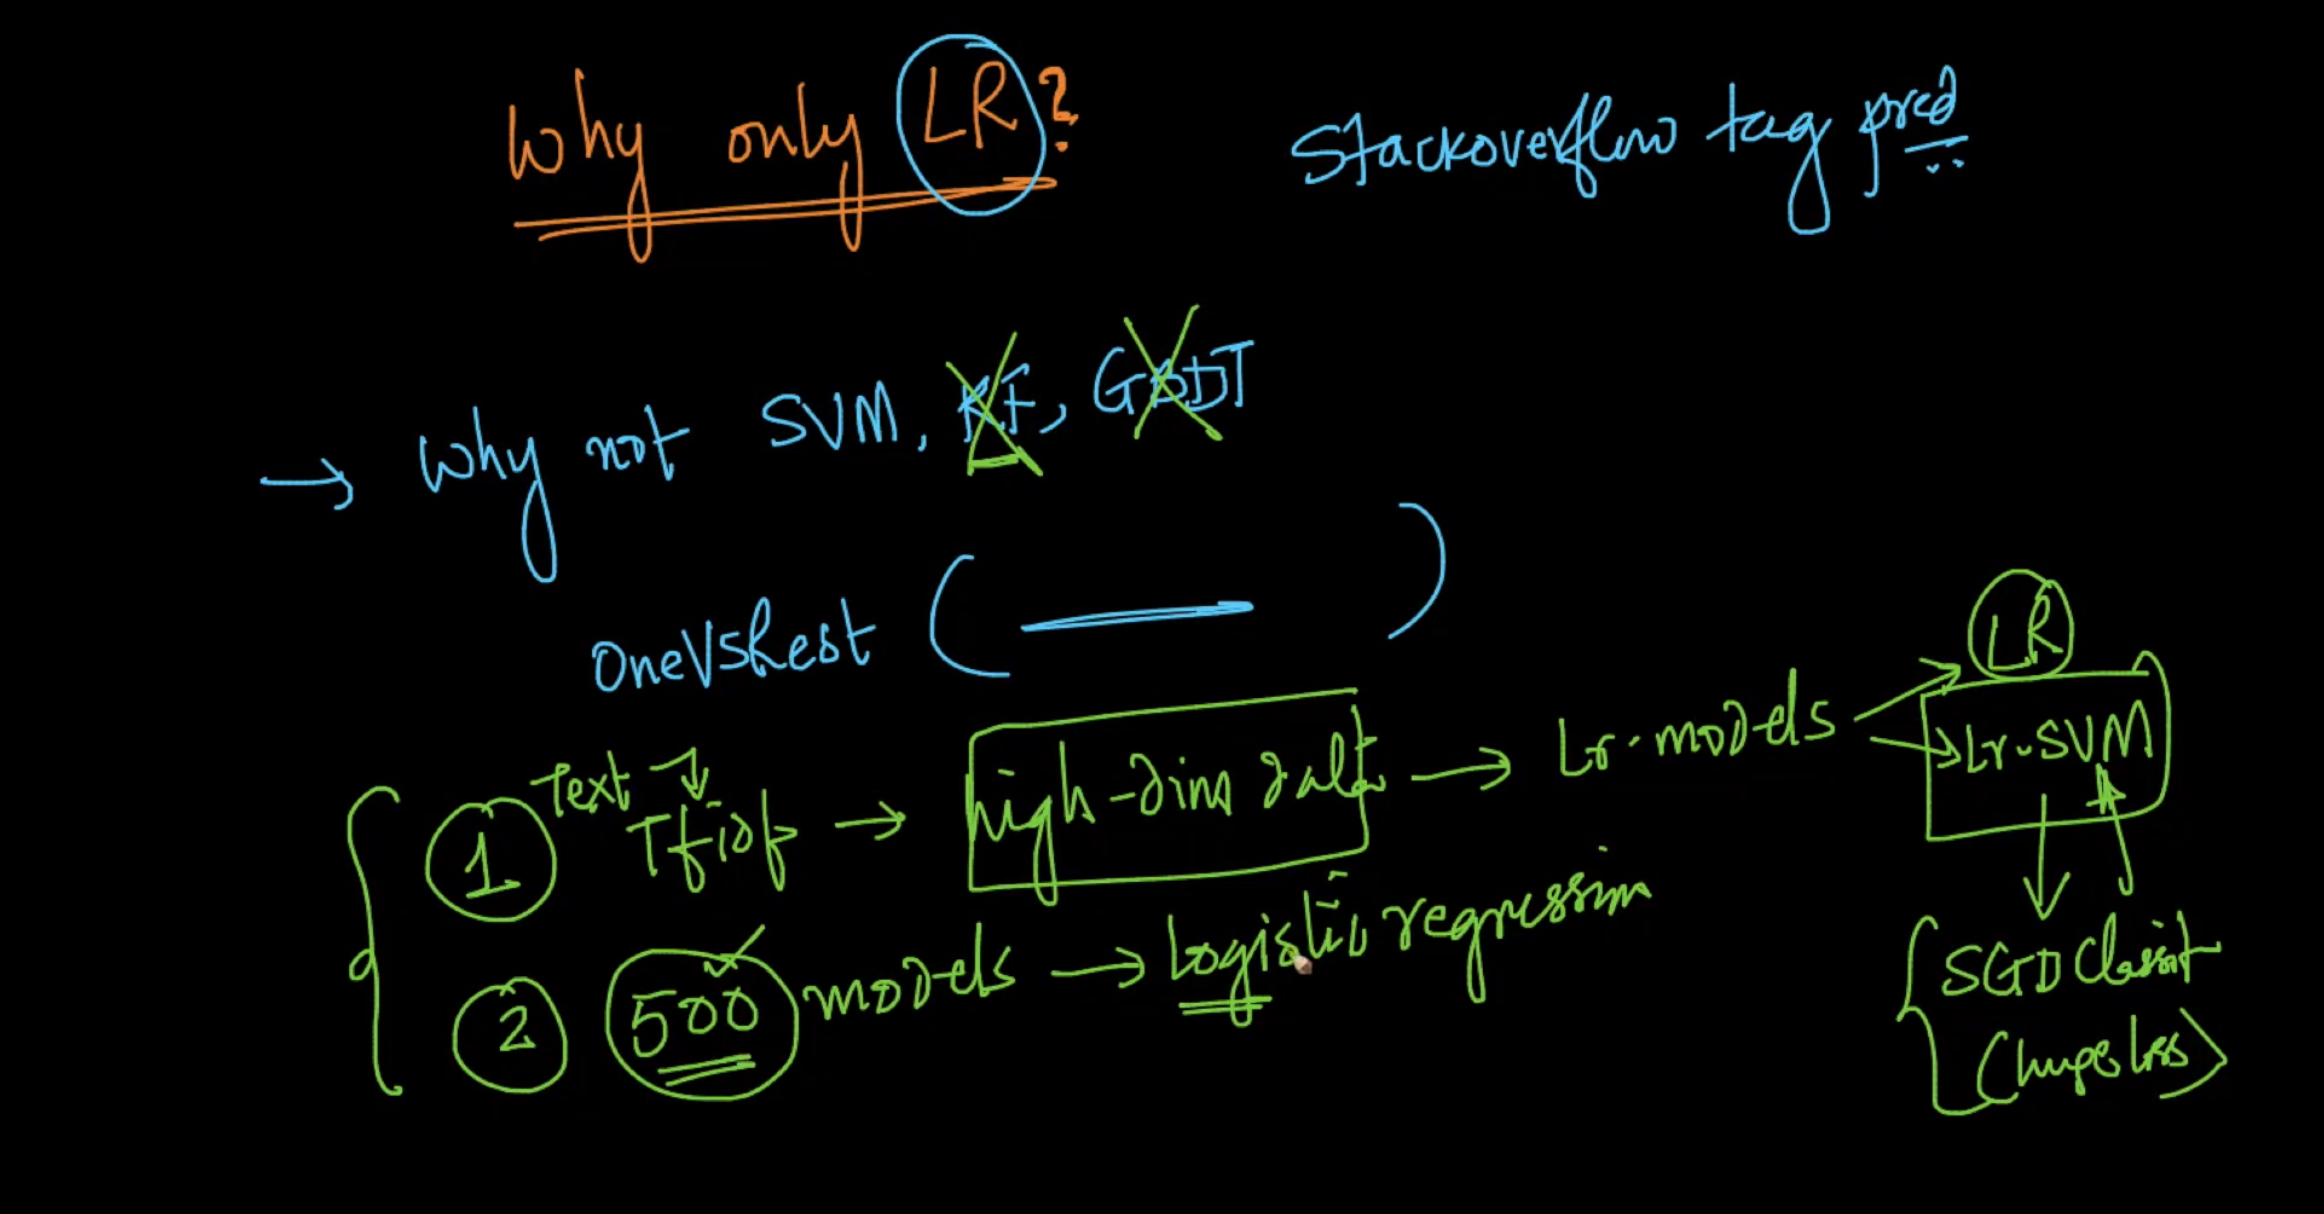 Why only LR?
Stackoverflow tag pred
→ Why not SVM, RF, GBDT
OneVsRest ( — )
1 Text Tfidf → high-dim data → Lr. models → LR
→ Lr. SVM
2 500 models → Logistic regression
SGD Classif
(hinge loss)